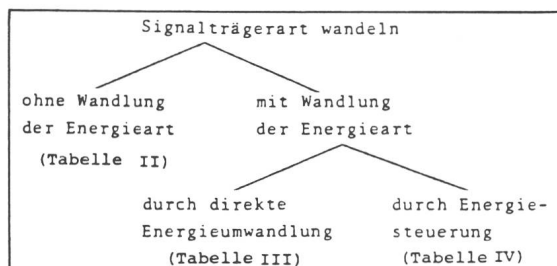 Signalträgerart wandeln
ohne Wandlung
der Energieart
(Tabelle II)
mit Wandlung
der Energieart
durch direkte
Energieumwandlung
(Tabelle III)
durch Energie-
steuerung
(Tabelle IV)